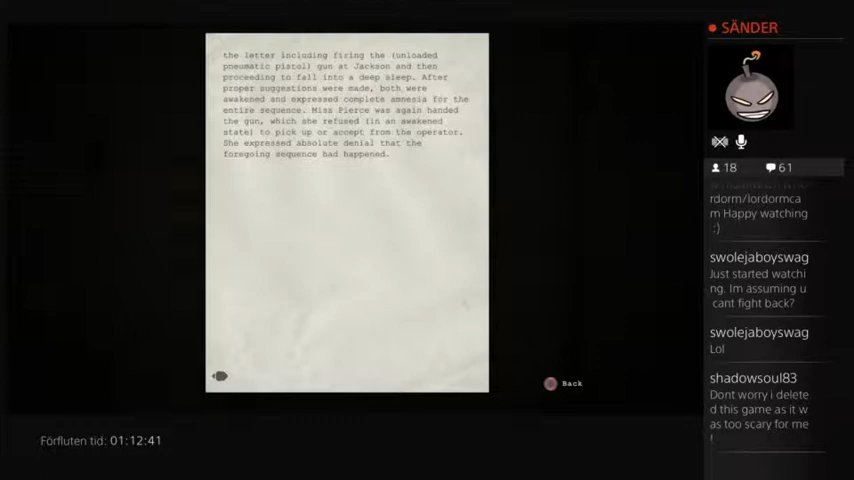 the letter including firing the (unloaded
pneumatic pistol) gun at Jackson and then
proceeding to fall into a deep sleep. After
proper suggestions were made, both were
awakened and expressed complete amnesia for the
entire sequence. Miss Pierce was again handed
the gun, which she refused (in an awakened
state) to pick up or accept from the operator.
She expressed absolute denial that the
foregoing sequence had happened.
Back
Förfluten tid: 01:12:41
SÄNDER
18 61
rdorm/lordormca
m Happy watching
:)
swolejaboyswag
Just started watchi
ng. Im assuming u
cant fight back?
swolejaboyswag
Lol
shadowsoul83
Dont worry i delete
d this game as it w
as too scary for me
!